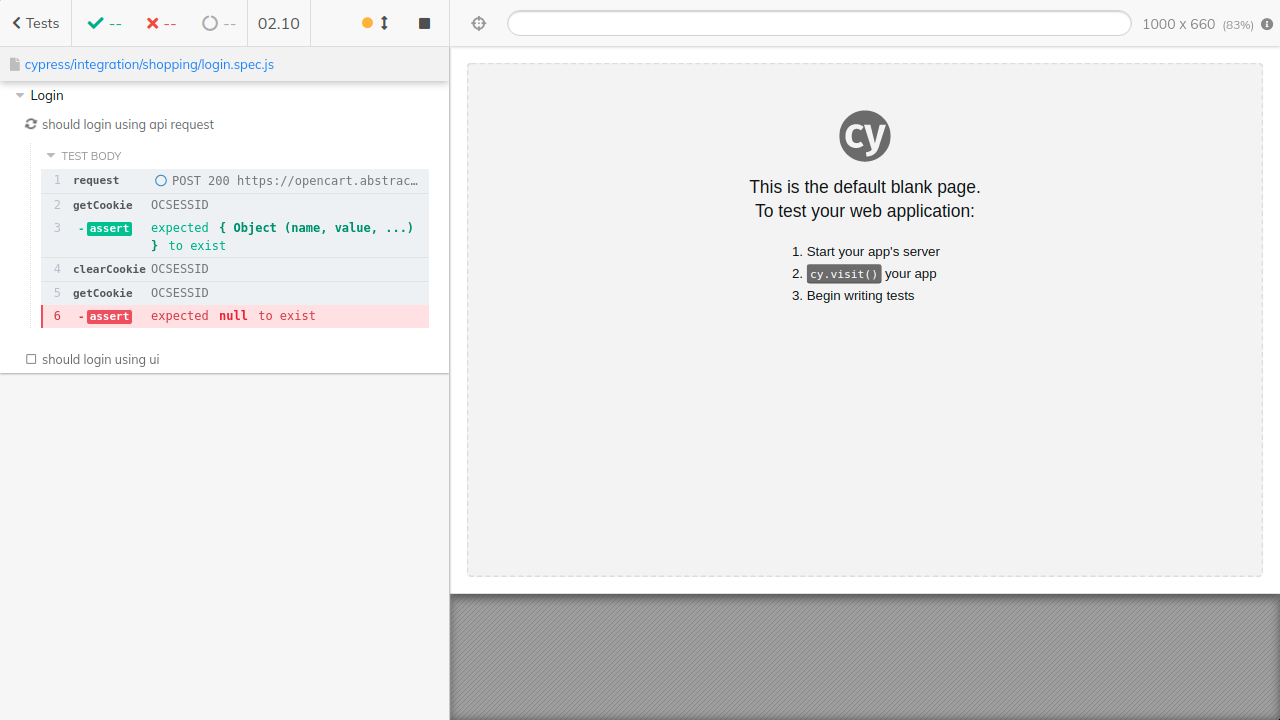 Tests
--
--
--
02.10
1000 x 660 (83%)
cypress/integration/shopping/login.spec.js
Login
should login using api request
TEST BODY
1 request POST 200 https://opencart.abstrac…
2 getCookie OCSESSID
3 -assert expected { Object (name, value, ...)
} to exist
4 clearCookie OCSESSID
5 getCookie OCSESSID
6 -assert expected null to exist
should login using ui
cy
This is the default blank page.
To test your web application:
1. Start your app's server
2. cy.visit() your app
3. Begin writing tests